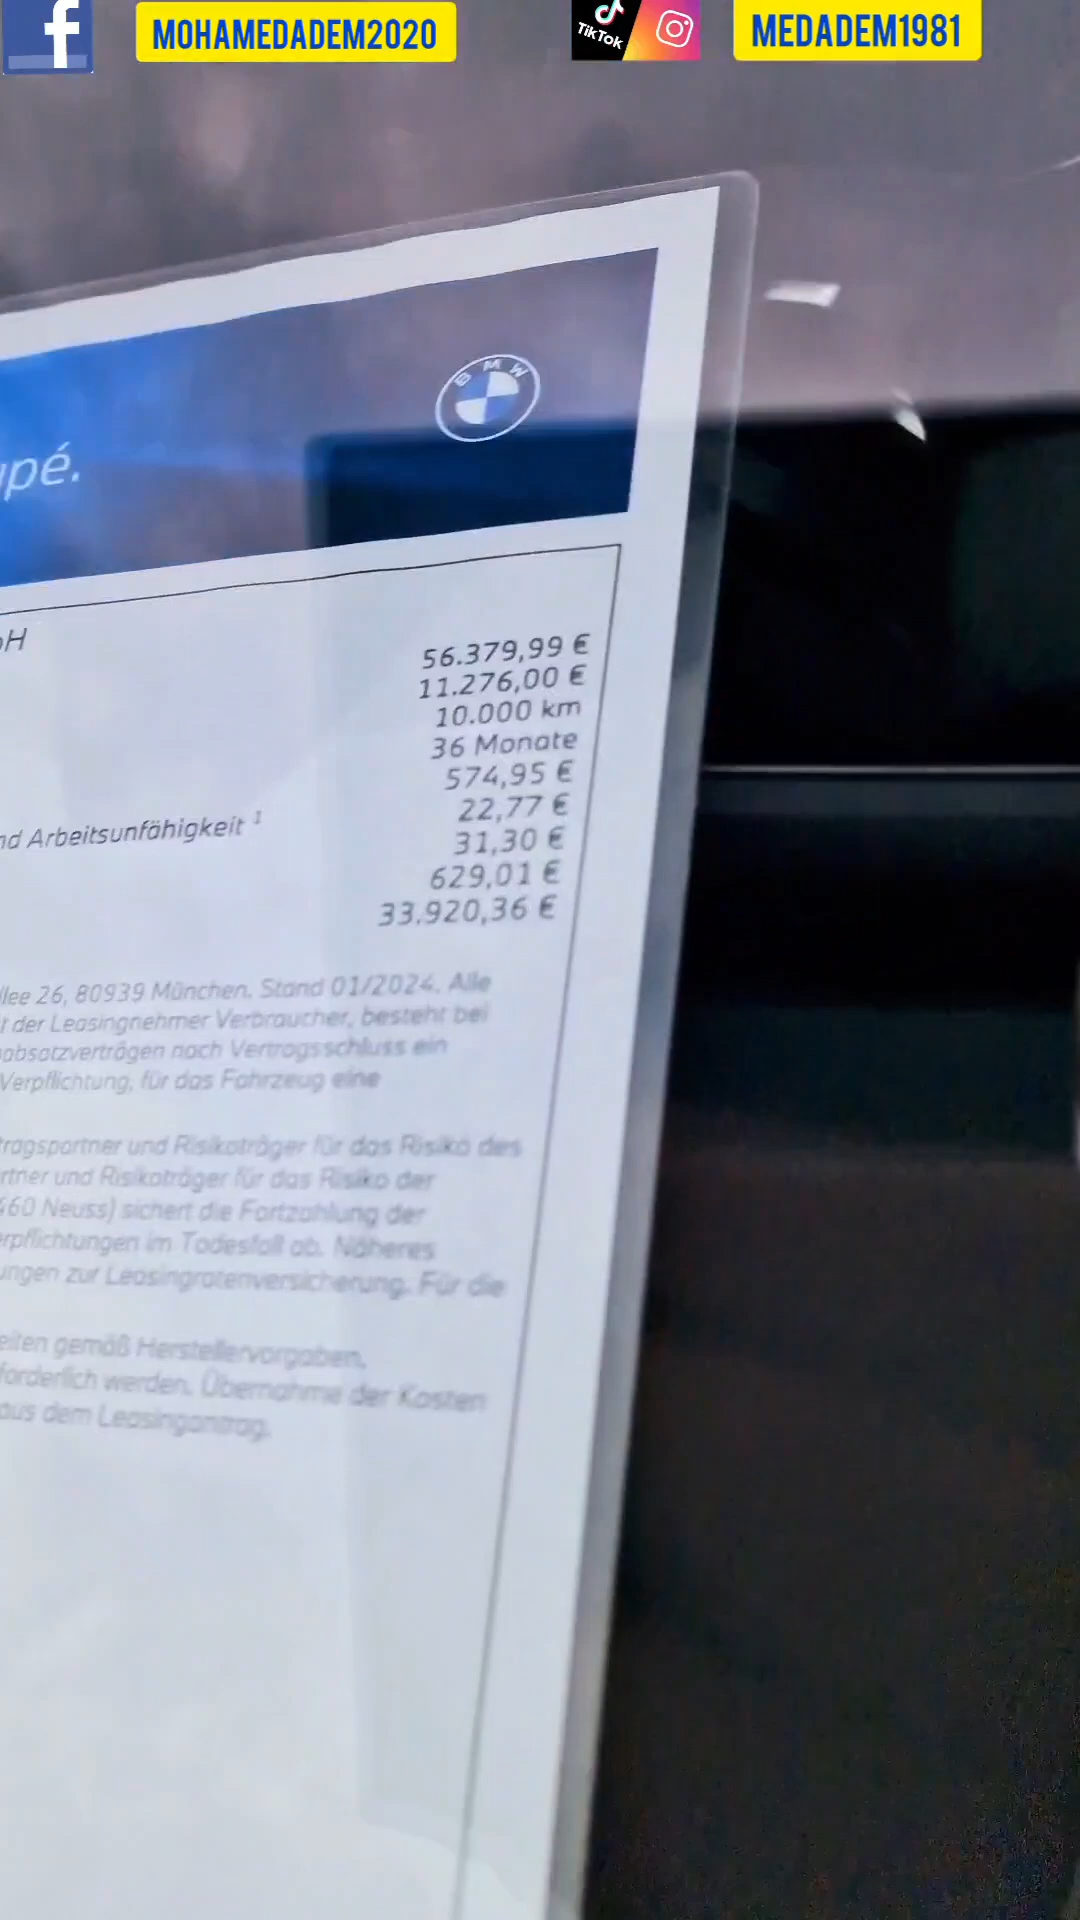 MOHAMEDADEM2020
TikTok
MEDADEM1981
BMW
upé.
bH
56.379,99 €
11.276,00 €
10.000 km
36 Monate
574,95 €
22,77 €
nd Arbeitsunfähigkeit 1
31,30 €
629,01 €
33.920,36 €
llee 26, 80939 München. Stand 01/2024. Alle
t der Leasingnehmer Verbraucher, besteht bei
absatzverträgen nach Vertragsschluss ein
Verpflichtung, für das Fahrzeug eine
tragspartner und Risikoträger für das Risiko des
rtner und Risikoträger für das Risiko der
460 Neuss) sichert die Fortzahlung der
erpflichtungen im Todesfall ab. Näheres
ungen zur Leasingratenversicherung. Für die
eiten gemäß Herstellervorgaben,
forderlich werden. Übernahme der Kosten
aus dem Leasingantrag.